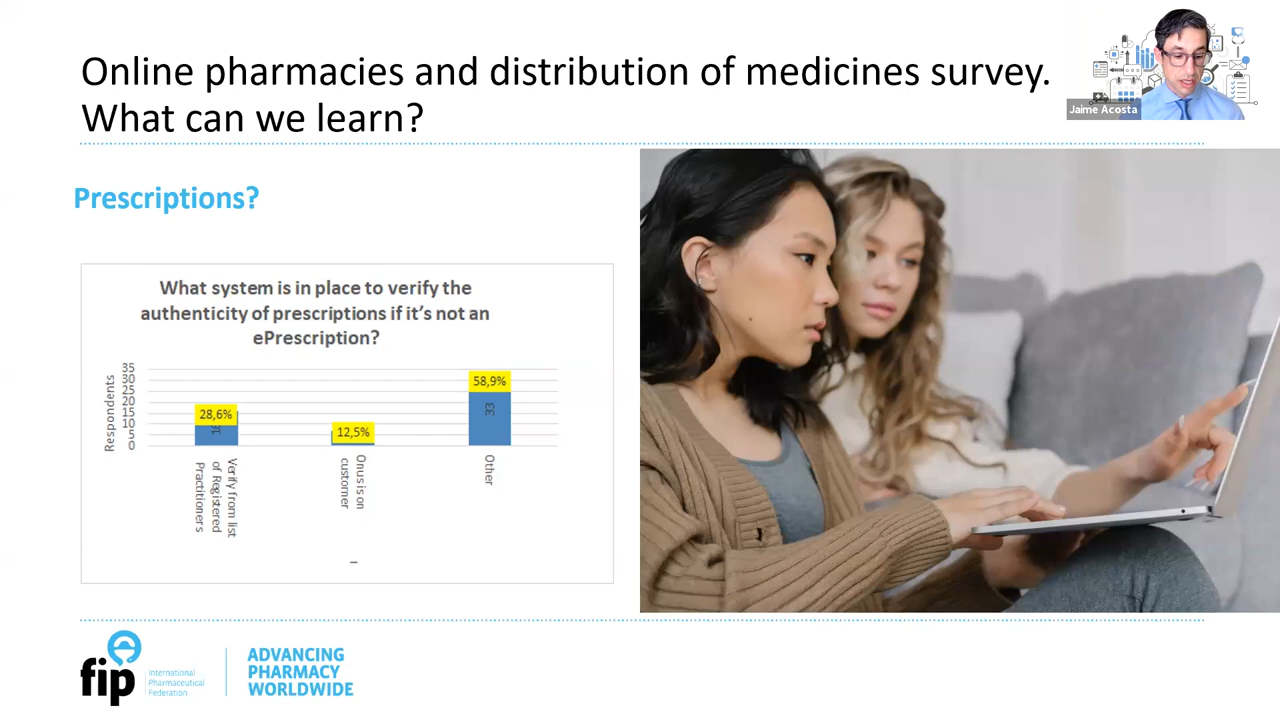 Online pharmacies and distribution of medicines survey.
What can we learn?
Jaime Acosta
Prescriptions?
What system is in place to verify the
authenticity of prescriptions if it's not an
ePrescription?
Respondents
35
30
25
20
15
10
5
0
28,6%
12,5%
58,9%
33
Verify from list
of Registered
Practitioners
Onus is on
customer
Other
fip
International
Pharmaceutical
Federation
ADVANCING
PHARMACY
WORLDWIDE